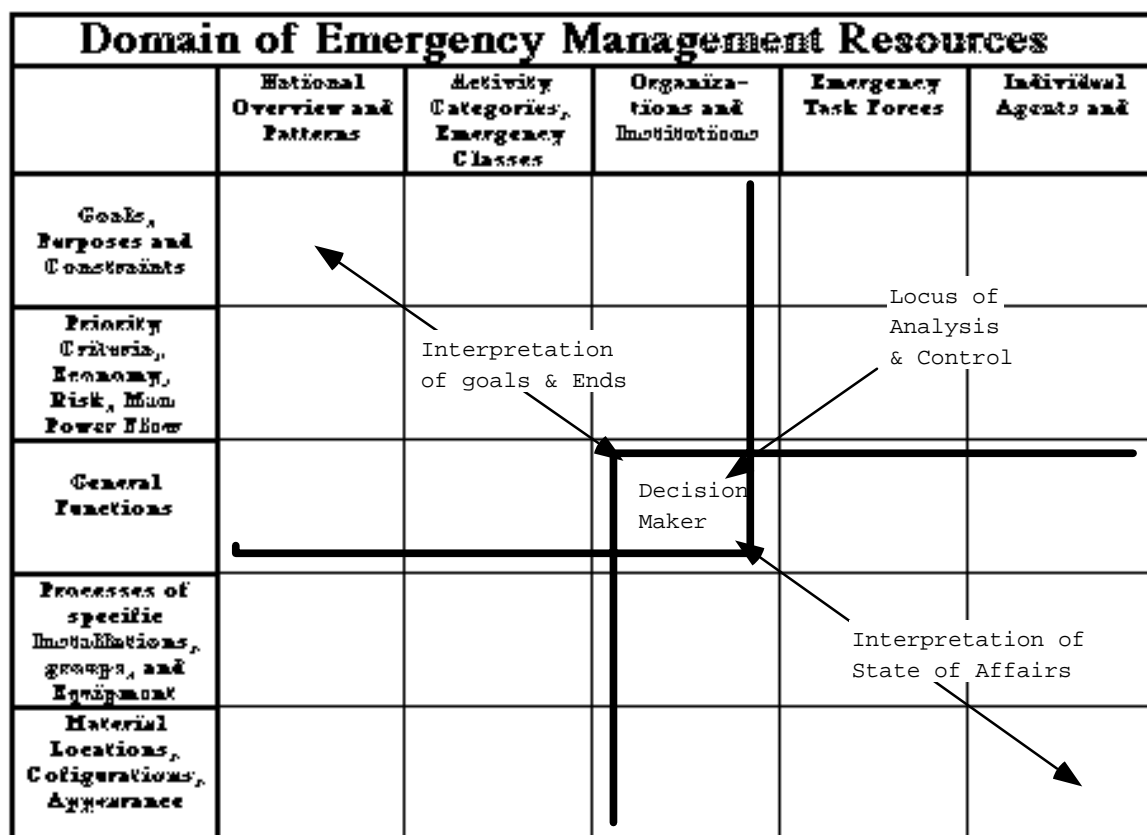 Domain of Emergency Management Resources
National
Overview and
Patterns
Activity
Categories,
Emergency
Classes
Organiza-
tions and
Institutions
Emergency
Task Forces
Individual
Agents and
Goals,
Purposes and
Constraints
Priority
Criteria,
Economy,
Risk, Man
Power Flow
General
Functions
Processes of
specific
Installations,
groups, and
Equipment
Material
Locations,
Cofigurations,
Appearance
Interpretation
of goals & Ends
Locus of
Analysis
& Control
Decision
Maker
Interpretation of
State of Affairs